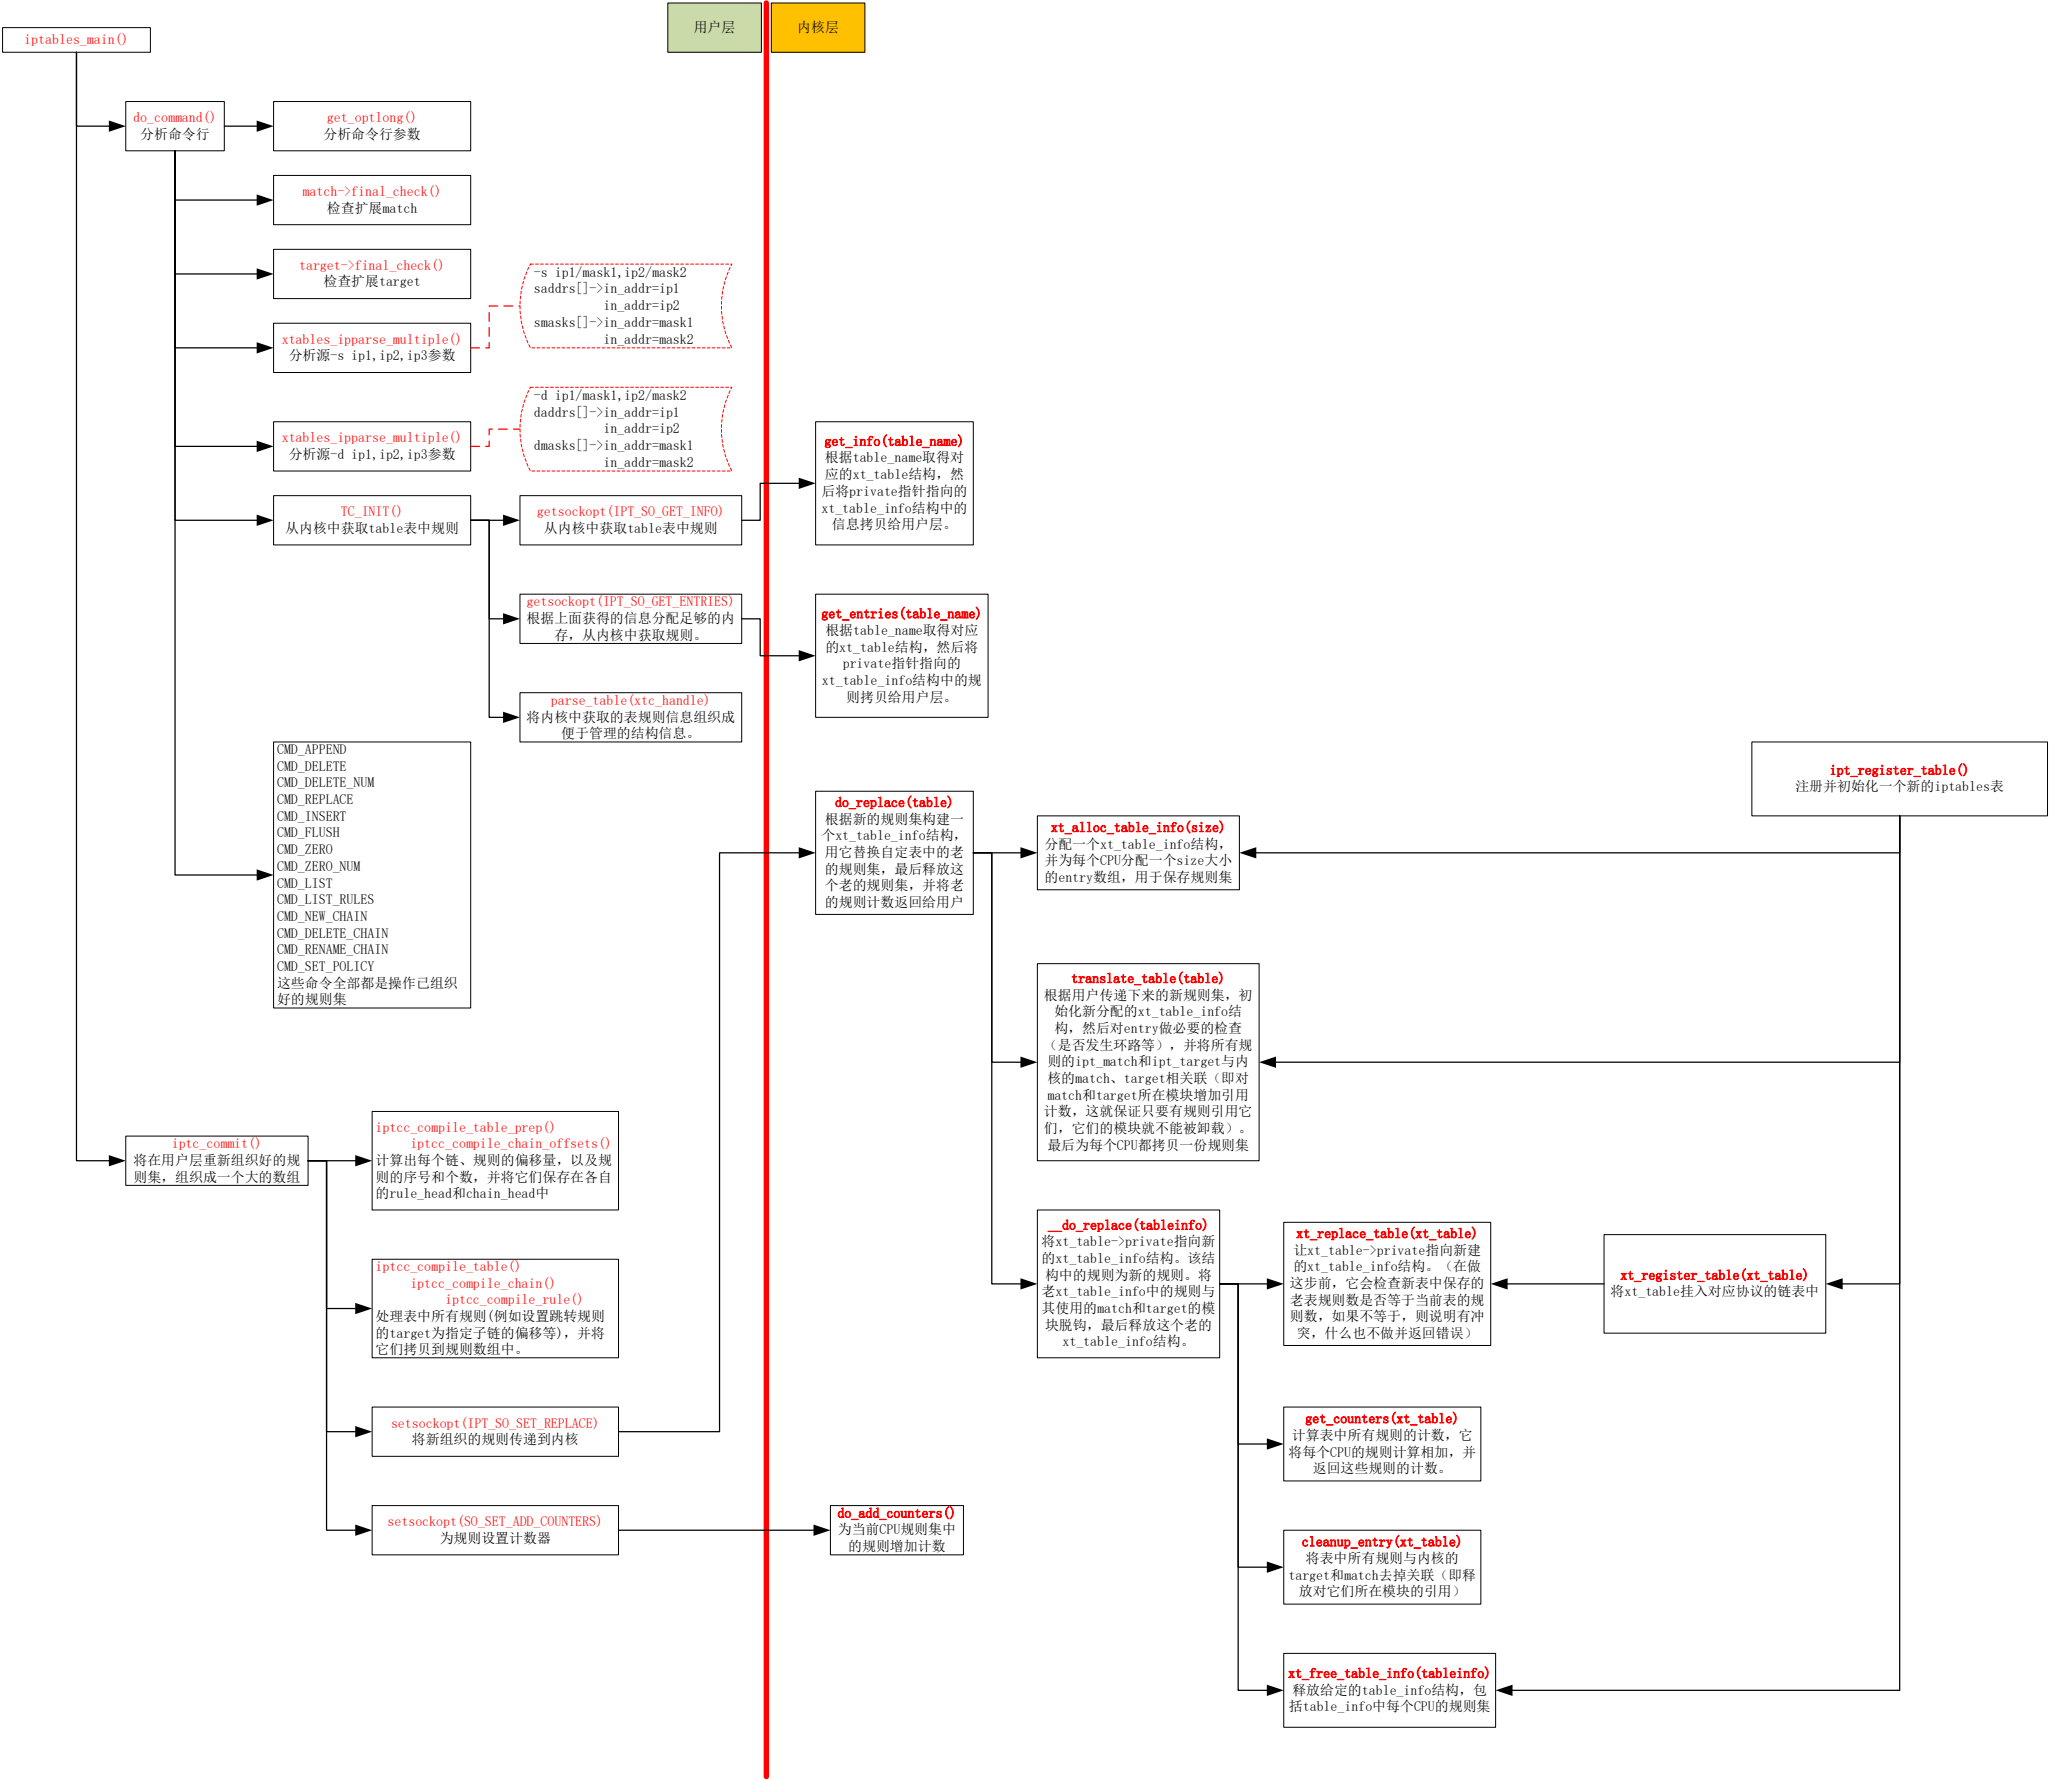 用户层
内核层
iptables_main()
do_command()
分析命令行
get_optlong()
分析命令行参数
match->final_check()
检查扩展match
target->final_check()
检查扩展target
-s ip1/mask1,ip2/mask2
saddrs[]->in_addr=ip1
in_addr=ip2
smasks[]->in_addr=mask1
in_addr=mask2
xtables_ipparse_multiple()
分析源-s ip1,ip2,ip3参数
-d ip1/mask1,ip2/mask2
daddrs[]->in_addr=ip1
in_addr=ip2
dmasks[]->in_addr=mask1
in_addr=mask2
xtables_ipparse_multiple()
分析源-d ip1,ip2,ip3参数
get_info(table_name)
根据table_name取得对
应的xt_table结构，然
后将private指针指向的
xt_table_info结构中的
信息拷贝给用户层。
TC_INIT()
从内核中获取table表中规则
getsockopt(IPT_SO_GET_INFO)
从内核中获取table表中规则
getsockopt(IPT_SO_GET_ENTRIES)
根据上面获得的信息分配足够的内
存，从内核中获取规则。
get_entries(table_name)
根据table_name取得对应
的xt_table结构，然后将
private指针指向的
xt_table_info结构中的规
则拷贝给用户层。
parse_table(xtc_handle)
将内核中获取的表规则信息组织成
便于管理的结构信息。
CMD_APPEND
CMD_DELETE
CMD_DELETE_NUM
CMD_REPLACE
CMD_INSERT
CMD_FLUSH
CMD_ZERO
CMD_ZERO_NUM
CMD_LIST
CMD_LIST_RULES
CMD_NEW_CHAIN
CMD_DELETE_CHAIN
CMD_RENAME_CHAIN
CMD_SET_POLICY
这些命令全部都是操作已组织
好的规则集
ipt_register_table()
注册并初始化一个新的iptables表
do_replace(table)
根据新的规则集构建一
个xt_table_info结构，
用它替换自定表中的老
的规则集，最后释放这
个老的规则集，并将老
的规则计数返回给用户
xt_alloc_table_info(size)
分配一个xt_table_info结构，
并为每个CPU分配一个size大小
的entry数组，用于保存规则集
translate_table(table)
根据用户传递下来的新规则集，初
始化新分配的xt_table_info结
构，然后对entry做必要的检查
（是否发生环路等），并将所有规
则的ipt_match和ipt_target与内
核的match、target相关联（即对
match和target所在模块增加引用
计数，这就保证只要有规则引用它
们，它们的模块就不能被卸载）。
最后为每个CPU都拷贝一份规则集
iptc_commit()
将在用户层重新组织好的规
则集，组织成一个大的数组
iptcc_compile_table_prep()
iptcc_compile_chain_offsets()
计算出每个链、规则的偏移量，以及规
则的序号和个数，并将它们保存在各自
的rule_head和chain_head中
__do_replace(tableinfo)
将xt_table->private指向新
的xt_table_info结构。该结
构中的规则为新的规则。将
老xt_table_info中的规则与
其使用的match和target的模
块脱钩，最后释放这个老的
xt_table_info结构。
xt_replace_table(xt_table)
让xt_table->private指向新建
的xt_table_info结构。（在做
这步前，它会检查新表中保存的
老表规则数是否等于当前表的规
则数，如果不等于，则说明有冲
突，什么也不做并返回错误）
xt_register_table(xt_table)
将xt_table挂入对应协议的链表中
iptcc_compile_table()
iptcc_compile_chain()
iptcc_compile_rule()
处理表中所有规则(例如设置跳转规则
的target为指定子链的偏移等)，并将
它们拷贝到规则数组中。
setsockopt(IPT_SO_SET_REPLACE)
将新组织的规则传递到内核
get_counters(xt_table)
计算表中所有规则的计数，它
将每个CPU的规则计算相加，并
返回这些规则的计数。
setsockopt(SO_SET_ADD_COUNTERS)
为规则设置计数器
do_add_counters()
为当前CPU规则集中
的规则增加计数
cleanup_entry(xt_table)
将表中所有规则与内核的
target和match去掉关联（即释
放对它们所在模块的引用）
xt_free_table_info(tableinfo)
释放给定的table_info结构，包
括table_info中每个CPU的规则集